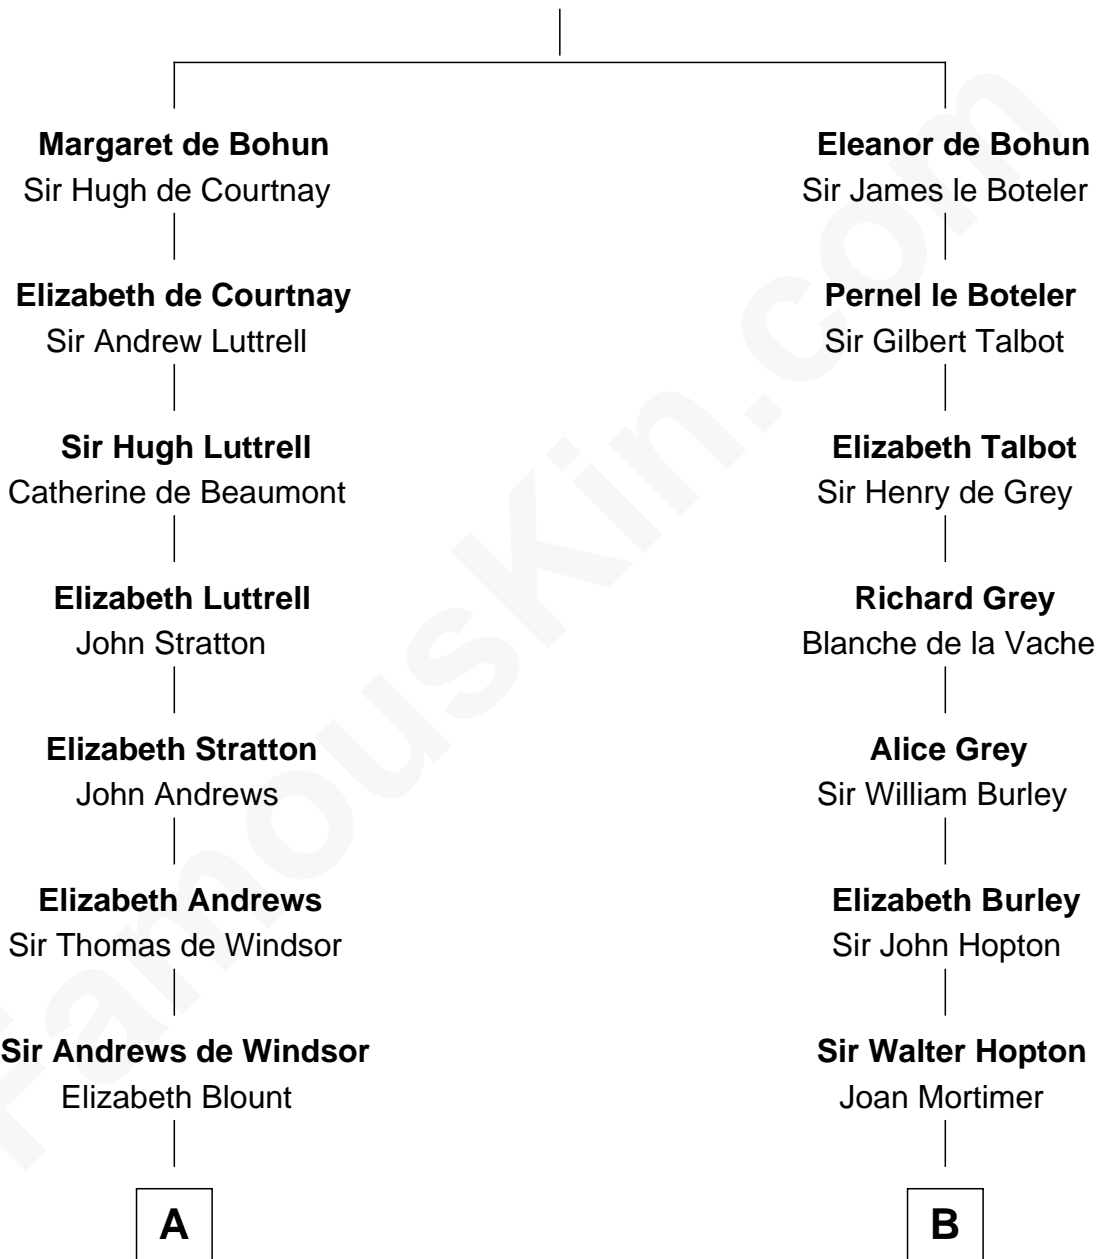 Margaret de Bohun
Sir Hugh de Courtnay
Eleanor de Bohun
Sir James le Boteler
Elizabeth de Courtnay
Sir Andrew Luttrell
Pernel le Boteler
Sir Gilbert Talbot
Sir Hugh Luttrell
Catherine de Beaumont
Elizabeth Talbot
Sir Henry de Grey
Elizabeth Luttrell
John Stratton
Richard Grey
Blanche de la Vache
Elizabeth Stratton
John Andrews
Alice Grey
Sir William Burley
Elizabeth Andrews
Sir Thomas de Windsor
Elizabeth Burley
Sir John Hopton
Sir Andrews de Windsor
Elizabeth Blount
Sir Walter Hopton
Joan Mortimer
A
B
FamousKin.com